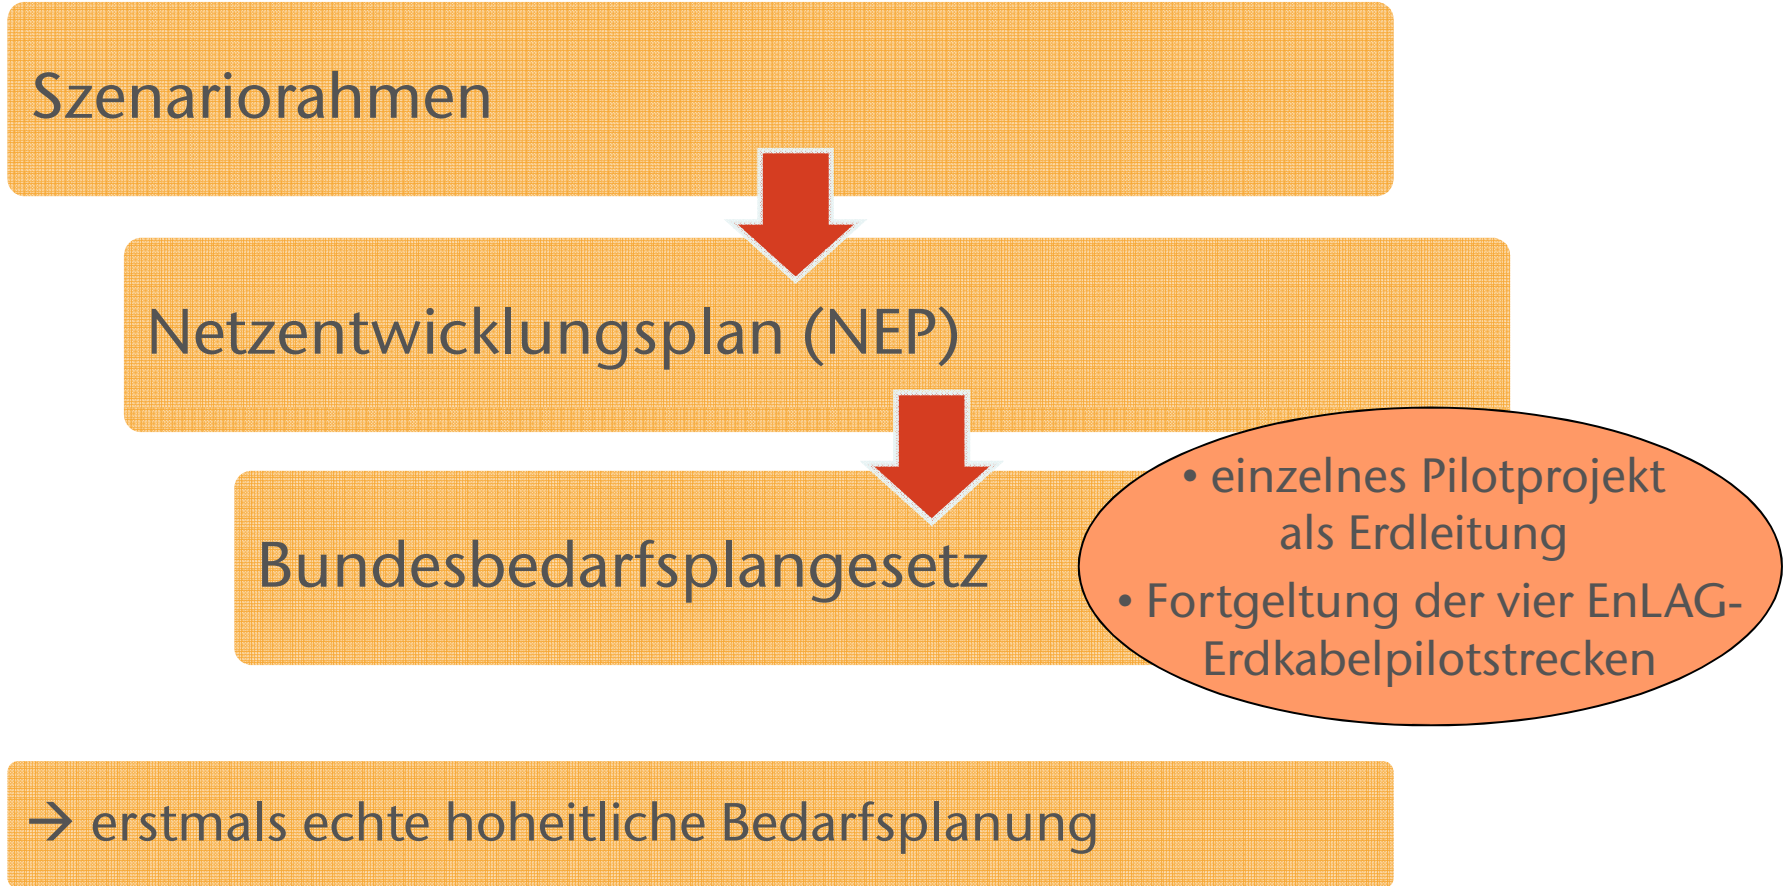 Szenariorahmen
Netzentwicklungsplan (NEP)
Bundesbedarfsplangesetz
• einzelnes Pilotprojekt
als Erdleitung
• Fortgeltung der vier EnLAG-
Erdkabelpilotstrecken
→ erstmals echte hoheitliche Bedarfsplanung